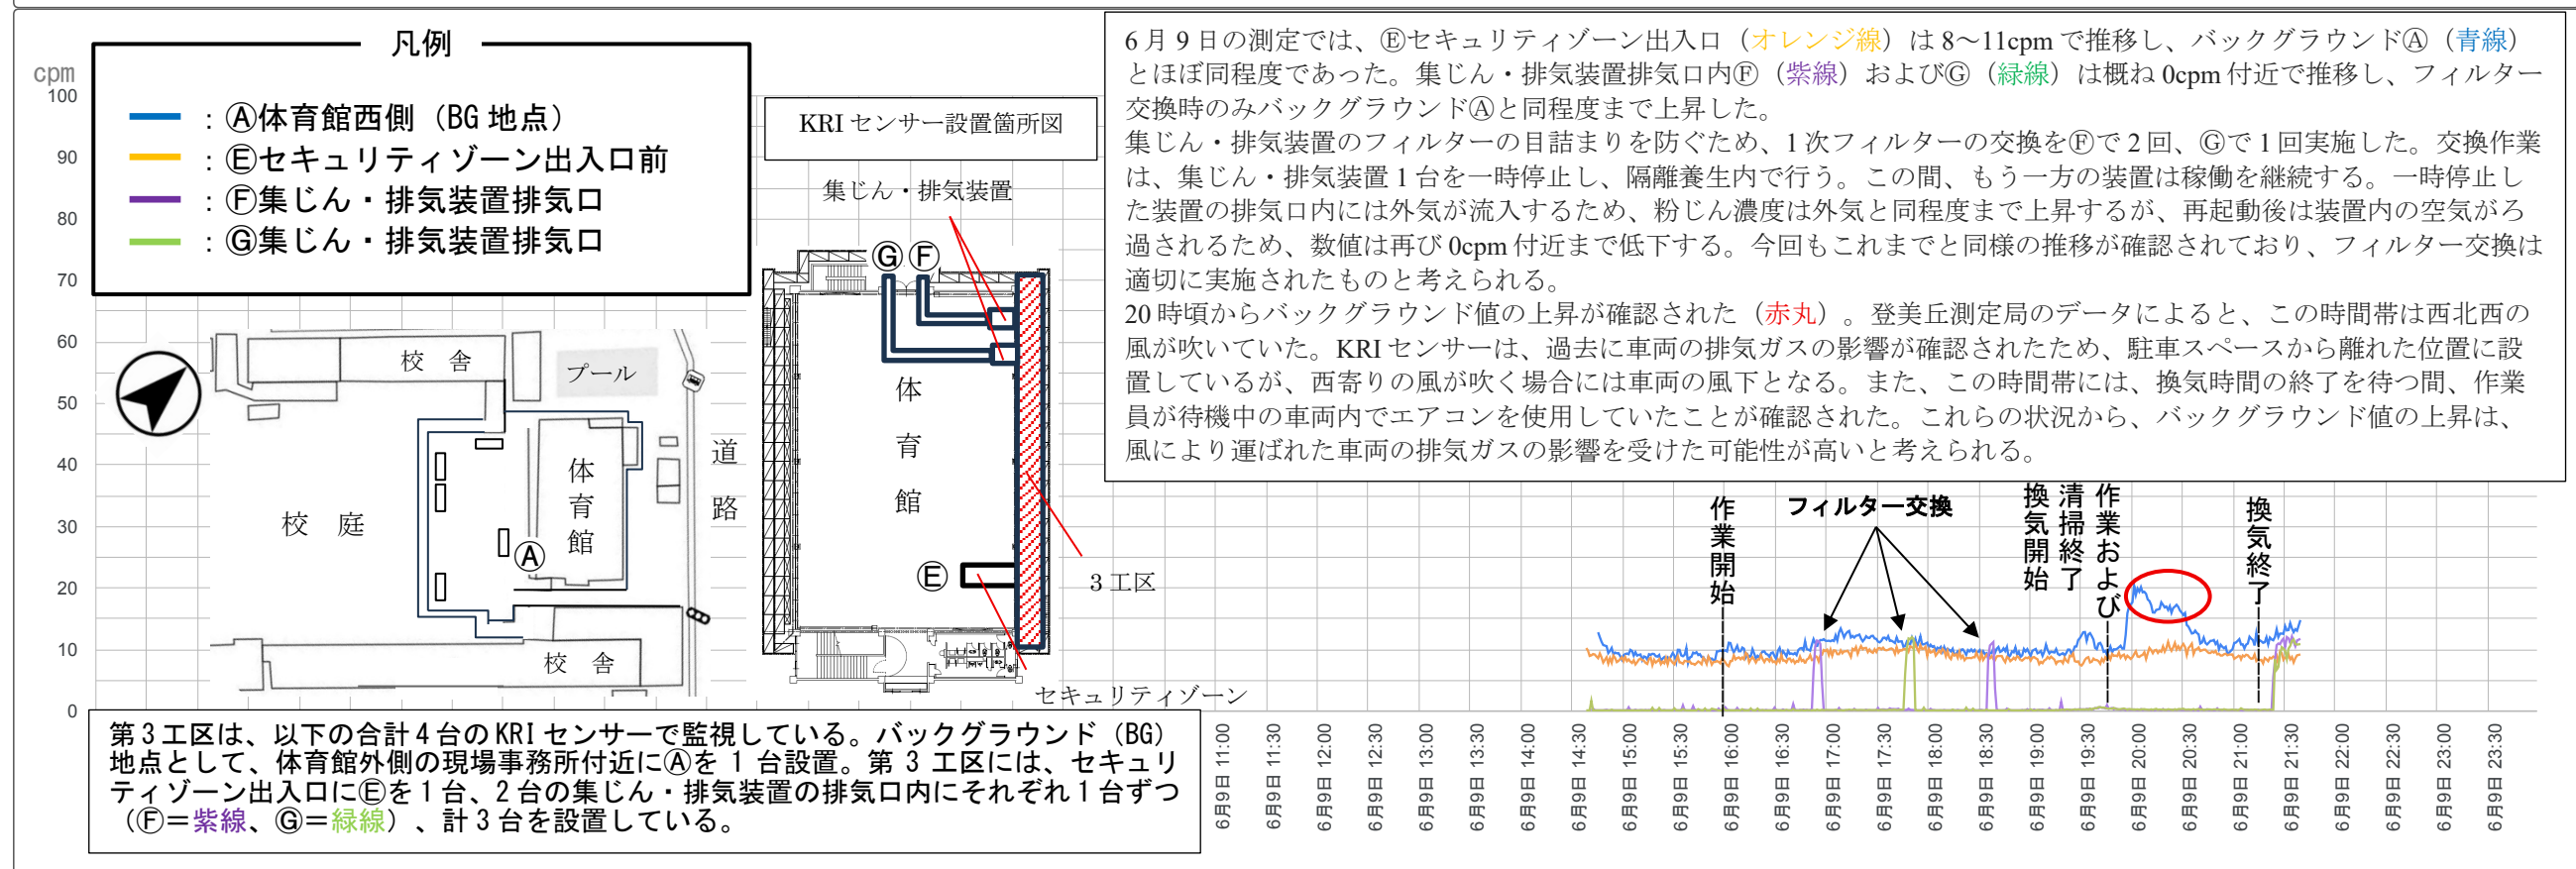 凡例
cpm
：Ⓐ体育館西側（BG 地点）
：Ⓔセキュリティゾーン出入口前
：Ⓕ集じん・排気装置排気口
：Ⓖ集じん・排気装置排気口
100
90
80
70
60
50
40
30
20
10
0
KRI センサー設置箇所図
集じん・排気装置
Ⓖ Ⓕ
体育館
Ⓔ
3 工区
セキュリティゾーン
校 舎
プール
体育館
道路
校 庭
Ⓐ
校 舎
6 月 9 日の測定では、Ⓔセキュリティゾーン出入口（オレンジ線）は 8～11cpm で推移し、バックグラウンドⒶ（青線）
とほぼ同程度であった。集じん・排気装置排気口内Ⓕ（紫線）およびⒼ（緑線）は概ね 0cpm 付近で推移し、フィルター
交換時のみバックグラウンドⒶと同程度まで上昇した。
集じん・排気装置のフィルターの目詰まりを防ぐため、1 次フィルターの交換をⒻで 2 回、Ⓖで 1 回実施した。交換作業
は、集じん・排気装置 1 台を一時停止し、隔離養生内で行う。この間、もう一方の装置は稼働を継続する。一時停止し
た装置の排気口内には外気が流入するため、粉じん濃度は外気と同程度まで上昇するが、再起動後は装置内の空気がろ
過されるため、数値は再び 0cpm 付近まで低下する。今回もこれまでと同様の推移が確認されており、フィルター交換は
適切に実施されたものと考えられる。
20 時頃からバックグラウンド値の上昇が確認された（赤丸）。登美丘測定局のデータによると、この時間帯は西北西の
風が吹いていた。KRI センサーは、過去に車両の排気ガスの影響が確認されたため、駐車スペースから離れた位置に設
置しているが、西寄りの風が吹く場合には車両の風下となる。また、この時間帯には、換気時間の終了を待つ間、作業
員が待機中の車両内でエアコンを使用していたことが確認された。これらの状況から、バックグラウンド値の上昇は、
風により運ばれた車両の排気ガスの影響を受けた可能性が高いと考えられる。
作業開始
フィルター交換
作業および
清掃終了
換気開始
換気終了
第 3 工区は、以下の合計 4 台の KRI センサーで監視している。バックグラウンド（BG）
地点として、体育館外側の現場事務所付近にⒶを 1 台設置。第 3 工区には、セキュリ
ティゾーン出入口にⒺを 1 台、2 台の集じん・排気装置の排気口内にそれぞれ 1 台ずつ
（Ⓕ＝紫線、Ⓖ＝緑線）、計 3 台を設置している。
6月9日 11:00
6月9日 11:30
6月9日 12:00
6月9日 12:30
6月9日 13:00
6月9日 13:30
6月9日 14:00
6月9日 14:30
6月9日 15:00
6月9日 15:30
6月9日 16:00
6月9日 16:30
6月9日 17:00
6月9日 17:30
6月9日 18:00
6月9日 18:30
6月9日 19:00
6月9日 19:30
6月9日 20:00
6月9日 20:30
6月9日 21:00
6月9日 21:30
6月9日 22:00
6月9日 22:30
6月9日 23:00
6月9日 23:30